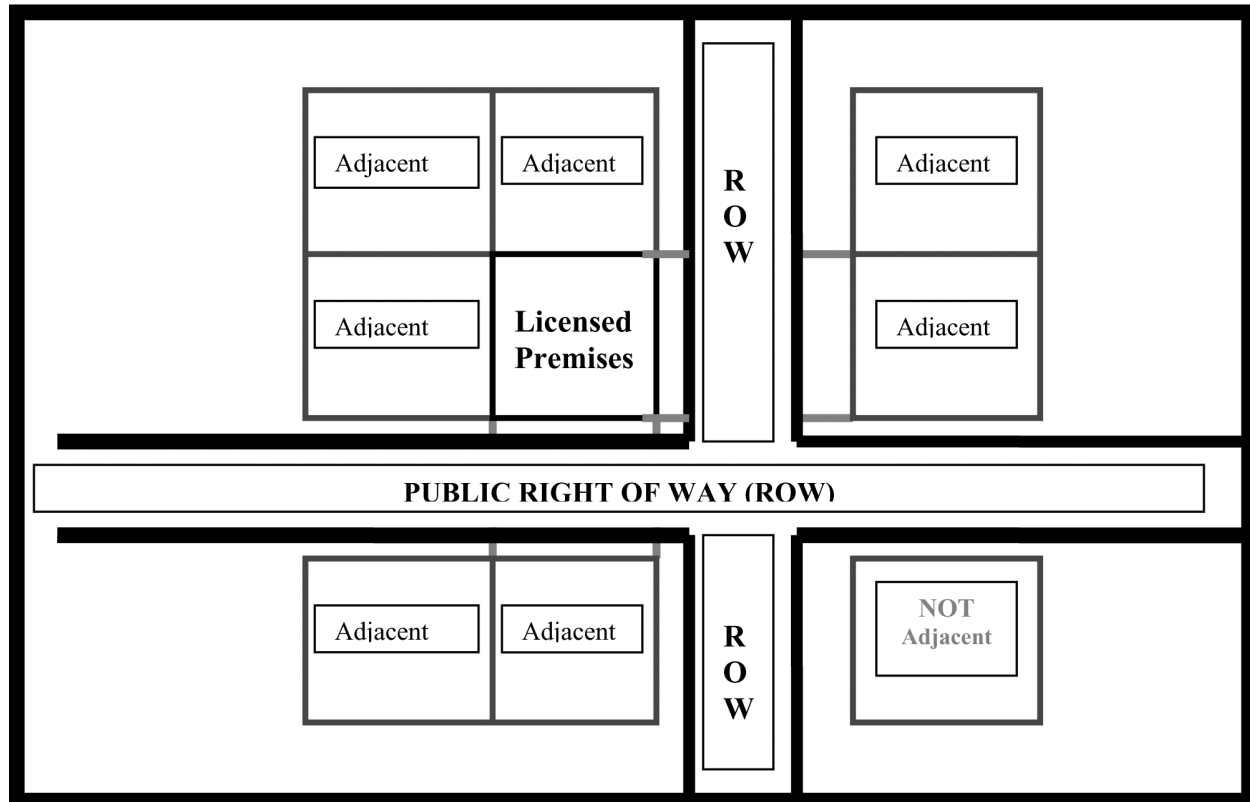 Adjacent
Adjacent
R
O
W
Adjacent
Adjacent
Licensed
Premises
Adjacent
PUBLIC RIGHT OF WAY (ROW)
Adjacent
Adjacent
R
O
W
NOT
Adjacent